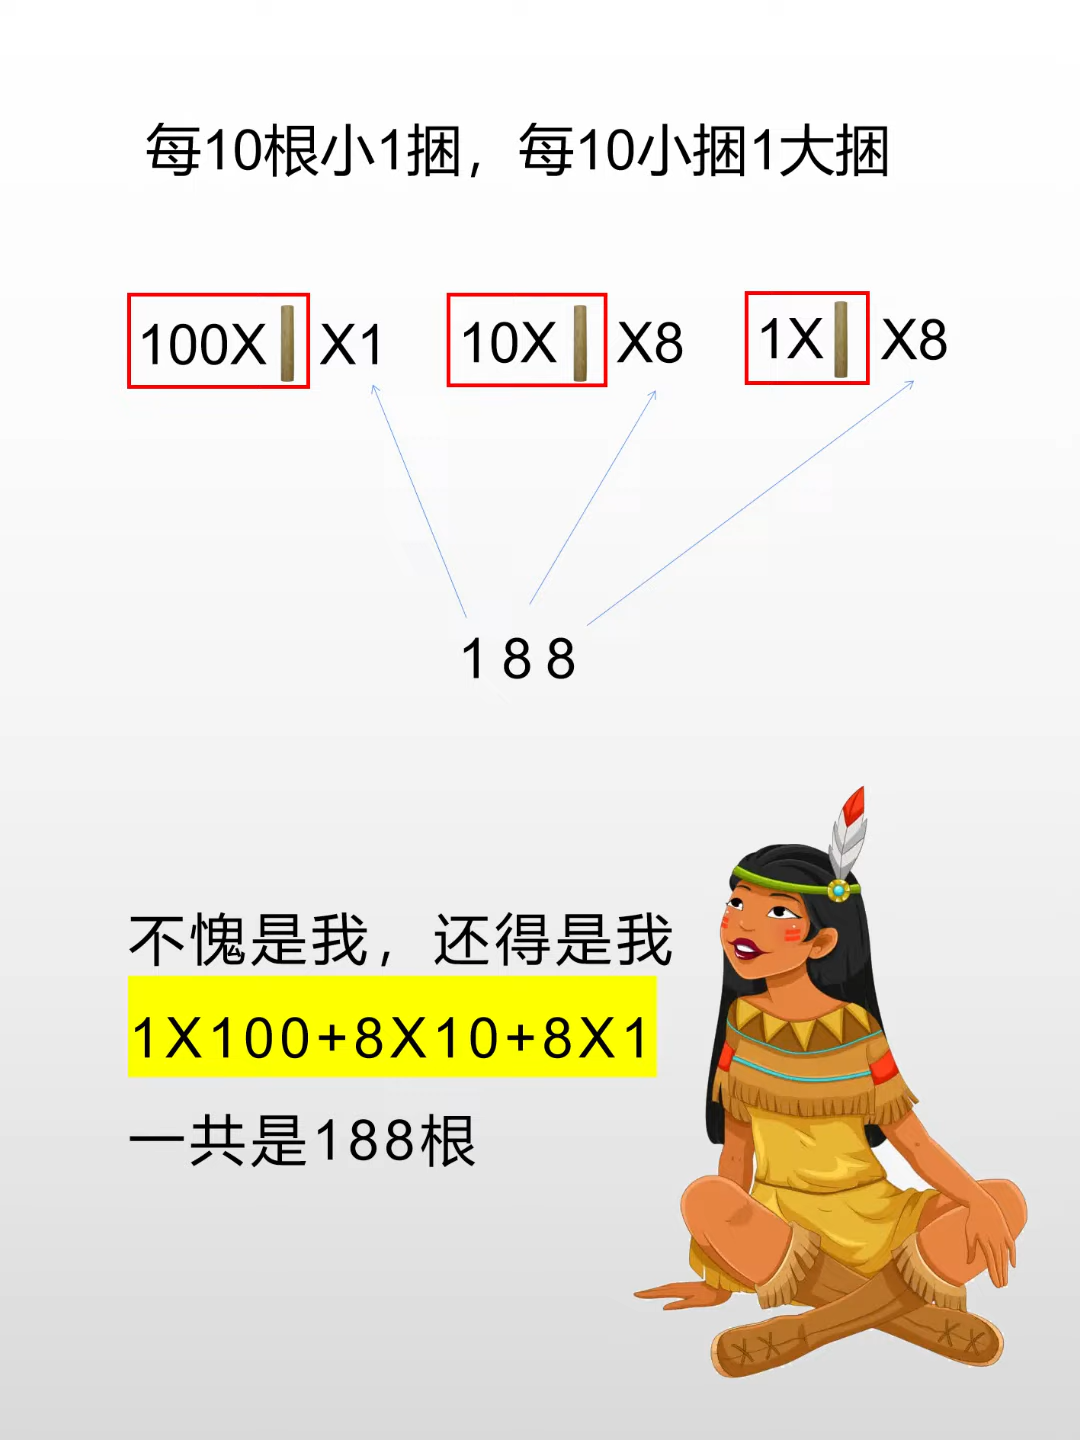 每10根小1捆，每10小捆1大捆
100X X1 10X X8 1X X8
188
不愧是我，还得是我
1X100+8X10+8X1
一共是188根